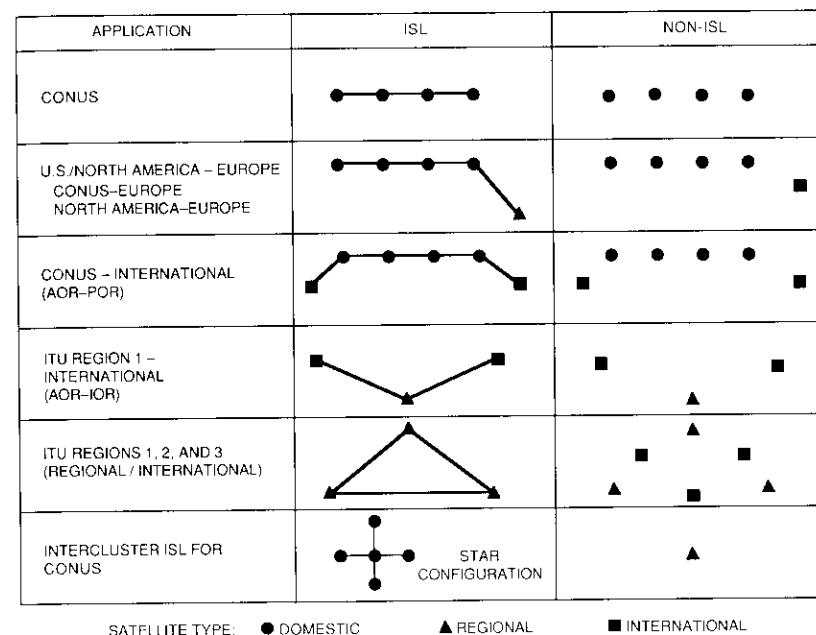 APPLICATION ISL NON-ISL
CONUS
U.S./NORTH AMERICA – EUROPE
CONUS–EUROPE
NORTH AMERICA–EUROPE
CONUS – INTERNATIONAL
(AOR–POR)
ITU REGION 1 –
INTERNATIONAL
(AOR–IOR)
ITU REGIONS 1, 2, AND 3
(REGIONAL / INTERNATIONAL)
INTERCLUSTER ISL FOR
CONUS
STAR
CONFIGURATION
SATELLITE TYPE: ● DOMESTIC ▲ REGIONAL ■ INTERNATIONAL